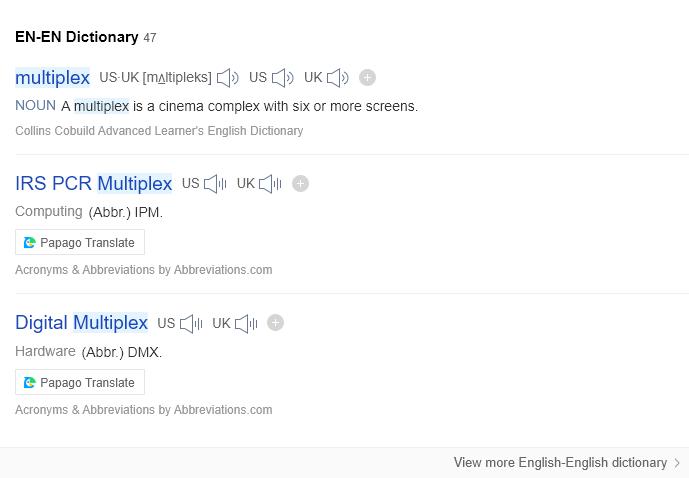 EN-EN Dictionary 47
multiplex US·UK [mʌ̲ltipleks] US UK
NOUN A multiplex is a cinema complex with six or more screens.
Collins Cobuild Advanced Learner's English Dictionary
IRS PCR Multiplex US UK
Computing (Abbr.) IPM.
Papago Translate
Acronyms & Abbreviations by Abbreviations.com
Digital Multiplex US UK
Hardware (Abbr.) DMX.
Papago Translate
Acronyms & Abbreviations by Abbreviations.com
View more English-English dictionary